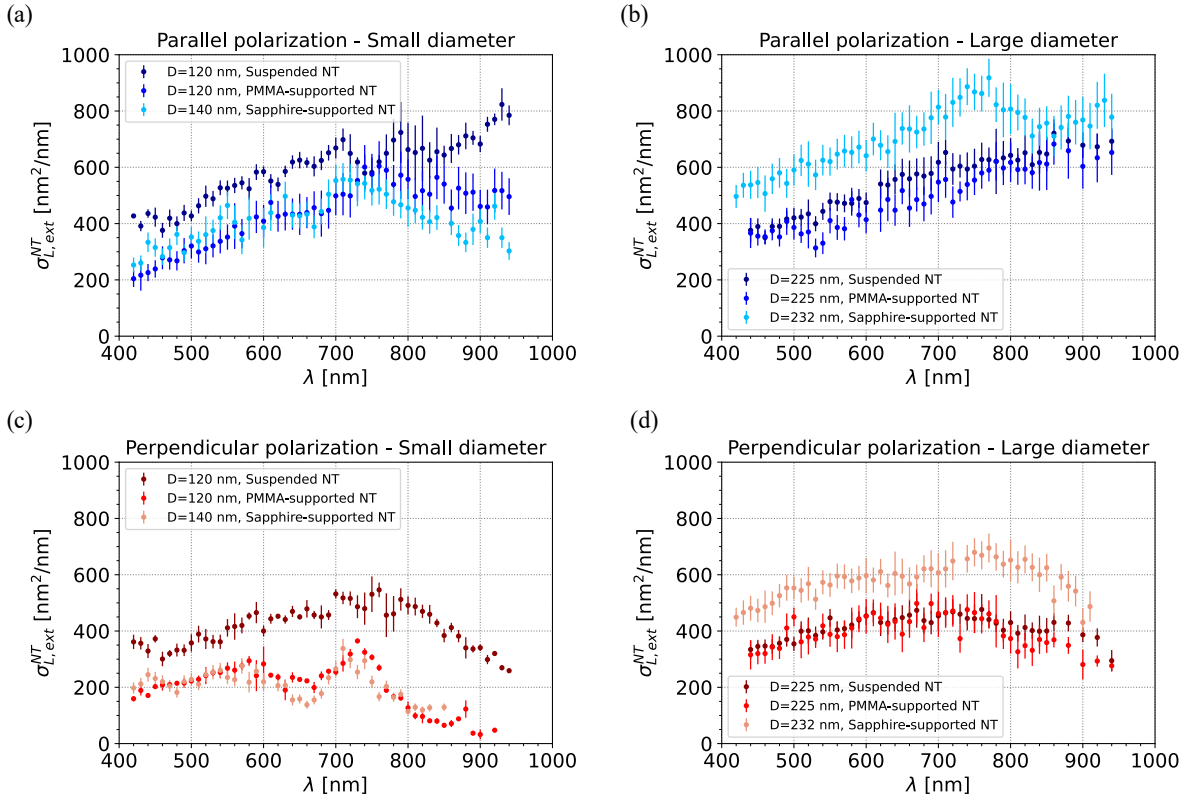 (a)
Parallel polarization - Small diameter
D=120 nm, Suspended NT
D=120 nm, PMMA-supported NT
D=140 nm, Sapphire-supported NT
1000
800
600
400
200
0
σ^NT_L,ext [nm²/nm]
400 500 600 700 800 900 1000
λ [nm]
(b)
Parallel polarization - Large diameter
1000
800
600
400
200
0
σ^NT_L,ext [nm²/nm]
D=225 nm, Suspended NT
D=225 nm, PMMA-supported NT
D=232 nm, Sapphire-supported NT
400 500 600 700 800 900 1000
λ [nm]
(c)
Perpendicular polarization - Small diameter
D=120 nm, Suspended NT
D=120 nm, PMMA-supported NT
D=140 nm, Sapphire-supported NT
1000
800
600
400
200
0
σ^NT_L,ext [nm²/nm]
400 500 600 700 800 900 1000
λ [nm]
(d)
Perpendicular polarization - Large diameter
1000
800
600
400
200
0
σ^NT_L,ext [nm²/nm]
D=225 nm, Suspended NT
D=225 nm, PMMA-supported NT
D=232 nm, Sapphire-supported NT
400 500 600 700 800 900 1000
λ [nm]